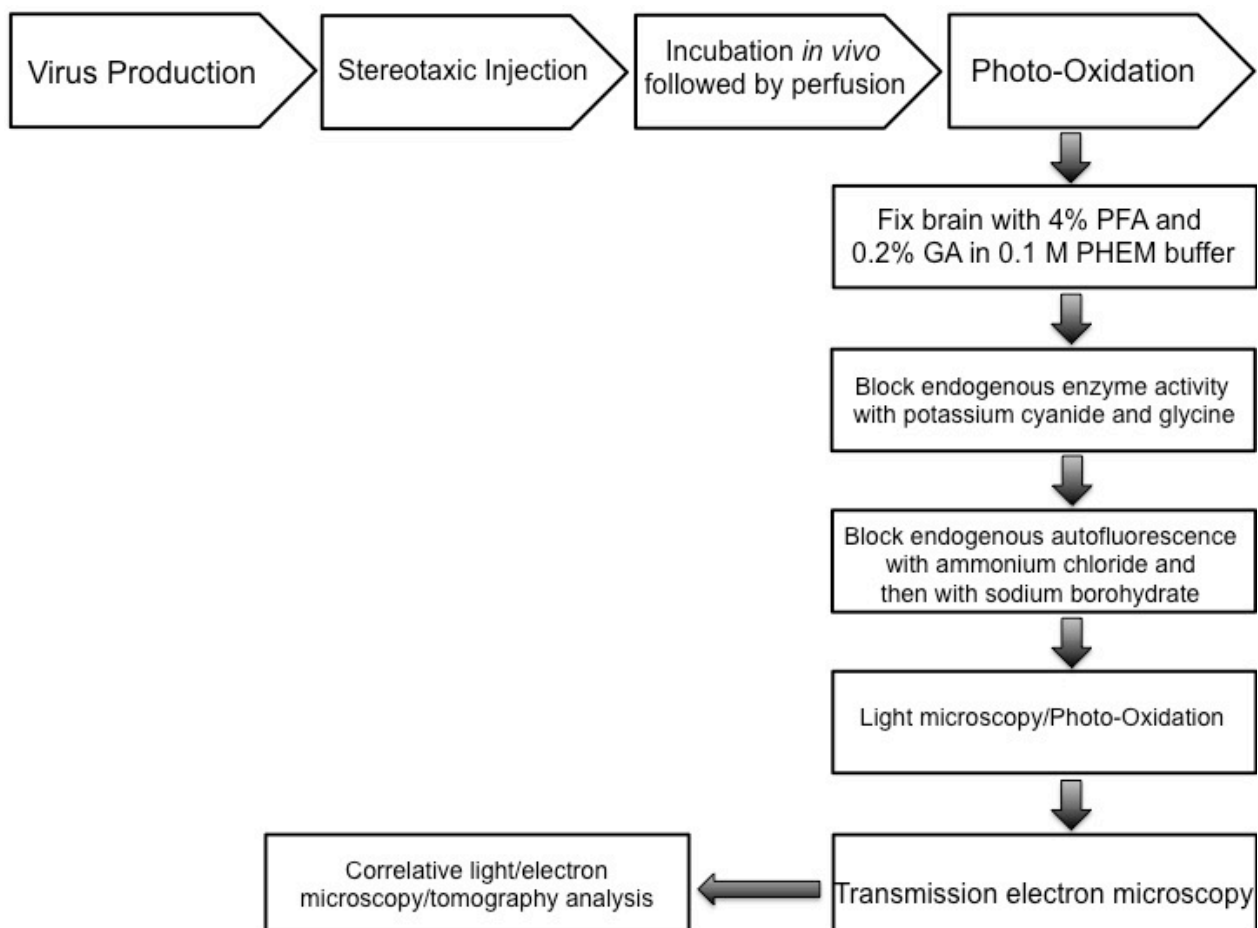 Virus Production
Stereotaxic Injection
Incubation in vivo
followed by perfusion
Photo-Oxidation
Fix brain with 4% PFA and
0.2% GA in 0.1 M PHEM buffer
Block endogenous enzyme activity
with potassium cyanide and glycine
Block endogenous autofluorescence
with ammonium chloride and
then with sodium borohydrate
Light microscopy/Photo-Oxidation
Transmission electron microscopy
Correlative light/electron
microscopy/tomography analysis